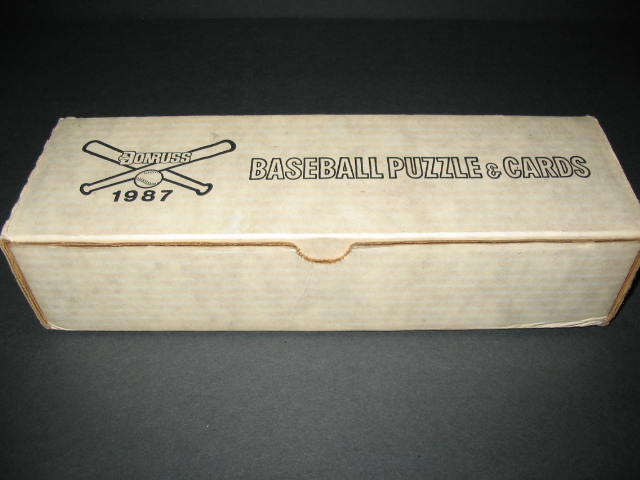 DONRUSS
1987
BASEBALL PUZZLE & CARDS